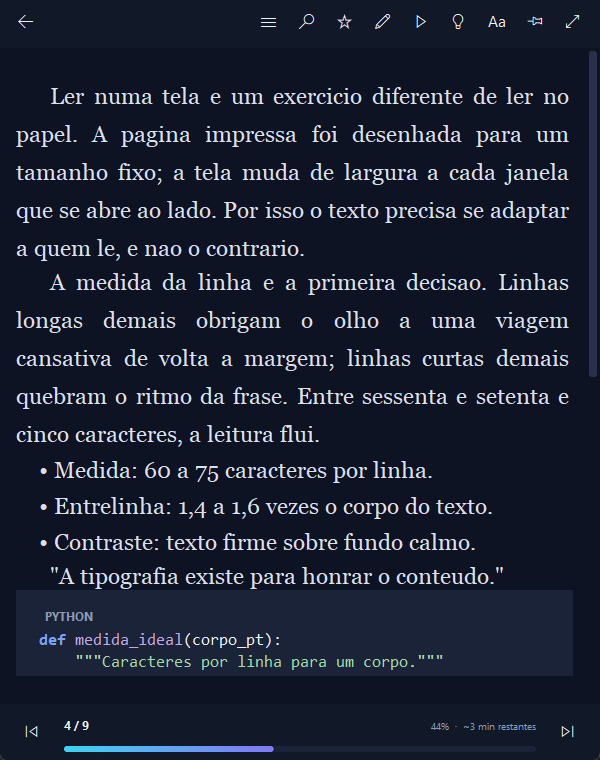 Aa
Ler numa tela e um exercicio diferente de ler no
papel. A pagina impressa foi desenhada para um
tamanho fixo; a tela muda de largura a cada janela
que se abre ao lado. Por isso o texto precisa se adaptar
a quem le, e nao o contrario.
A medida da linha e a primeira decisao. Linhas
longas demais obrigam o olho a uma viagem
cansativa de volta a margem; linhas curtas demais
quebram o ritmo da frase. Entre sessenta e setenta e
cinco caracteres, a leitura flui.
• Medida: 60 a 75 caracteres por linha.
• Entrelinha: 1,4 a 1,6 vezes o corpo do texto.
• Contraste: texto firme sobre fundo calmo.
"A tipografia existe para honrar o conteudo."
PYTHON
def medida_ideal(corpo_pt):
    """Caracteres por linha para um corpo."""
4 / 9
44% · ~3 min restantes